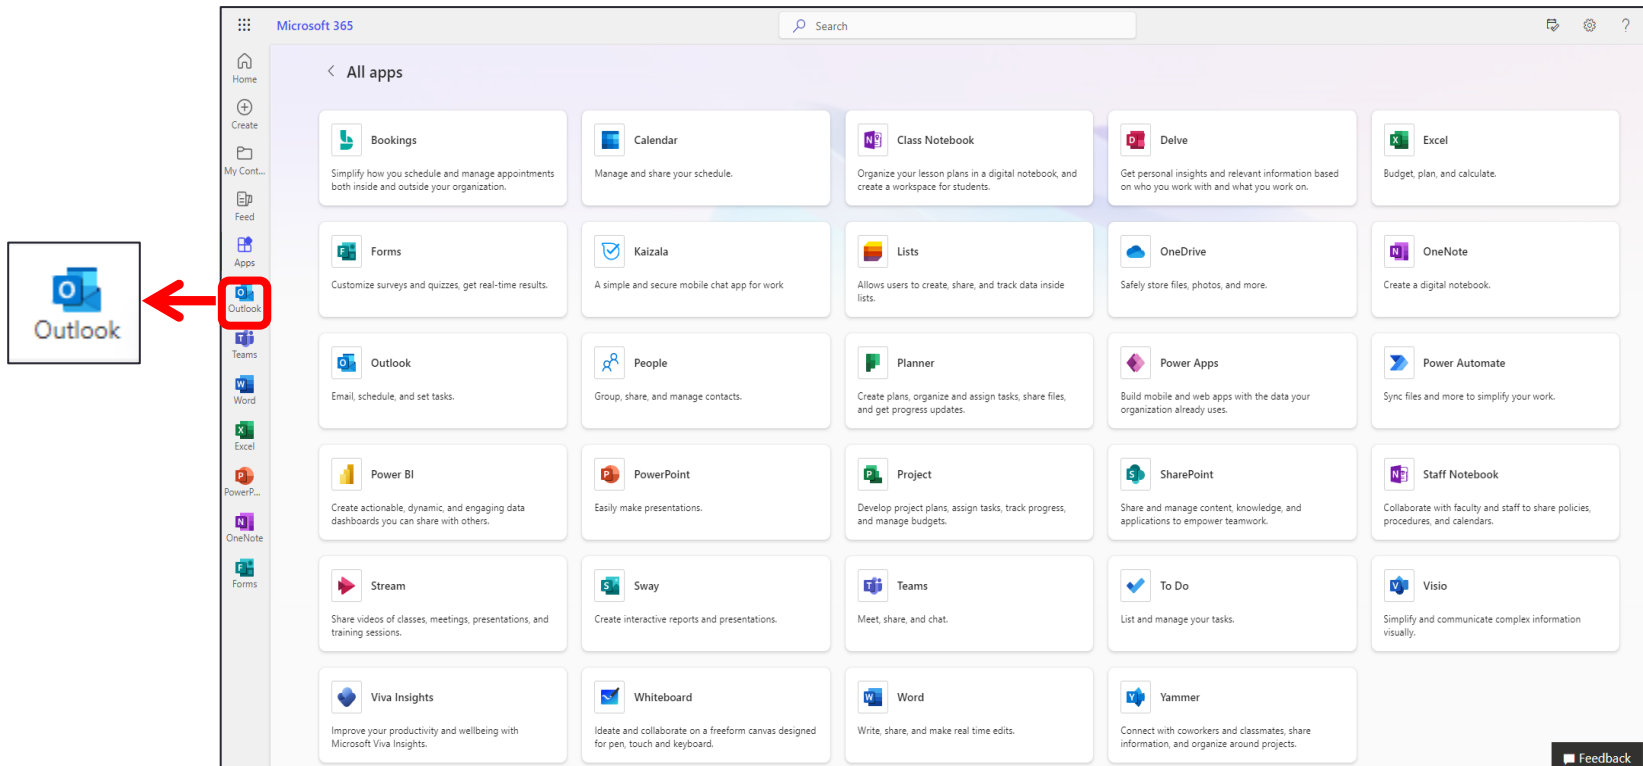 Microsoft 365
Search
?
Home
Create
My Cont...
Feed
Apps
Outlook
Teams
Word
Excel
PowerP...
OneNote
Forms
Outlook
All apps
Bookings
Simplify how you schedule and manage appointments
both inside and outside your organization.
Calendar
Manage and share your schedule.
Class Notebook
Organize your lesson plans in a digital notebook, and
create a workspace for students.
Delve
Get personal insights and relevant information based
on who you work with and what you work on.
Excel
Budget, plan, and calculate.
Forms
Customize surveys and quizzes, get real-time results.
Kaizala
A simple and secure mobile chat app for work
Lists
Allows users to create, share, and track data inside
lists.
OneDrive
Safely store files, photos, and more.
OneNote
Create a digital notebook.
Outlook
Email, schedule, and set tasks.
People
Group, share, and manage contacts.
Planner
Create plans, organize and assign tasks, share files,
and get progress updates.
Power Apps
Build mobile and web apps with the data your
organization already uses.
Power Automate
Sync files and more to simplify your work.
Power BI
Create actionable, dynamic, and engaging data
dashboards you can share with others.
PowerPoint
Easily make presentations.
Project
Develop project plans, assign tasks, track progress,
and manage budgets.
SharePoint
Share and manage content, knowledge, and
applications to empower teamwork.
Staff Notebook
Collaborate with faculty and staff to share policies,
procedures, and calendars.
Stream
Share videos of classes, meetings, presentations, and
training sessions.
Sway
Create interactive reports and presentations.
Teams
Meet, share, and chat.
To Do
List and manage your tasks.
Visio
Simplify and communicate complex information
visually.
Viva Insights
Improve your productivity and wellbeing with
Microsoft Viva Insights.
Whiteboard
Ideate and collaborate on a freeform canvas designed
for pen, touch and keyboard.
Word
Write, share, and make real time edits.
Yammer
Connect with coworkers and classmates, share
information, and organize around projects.
Feedback